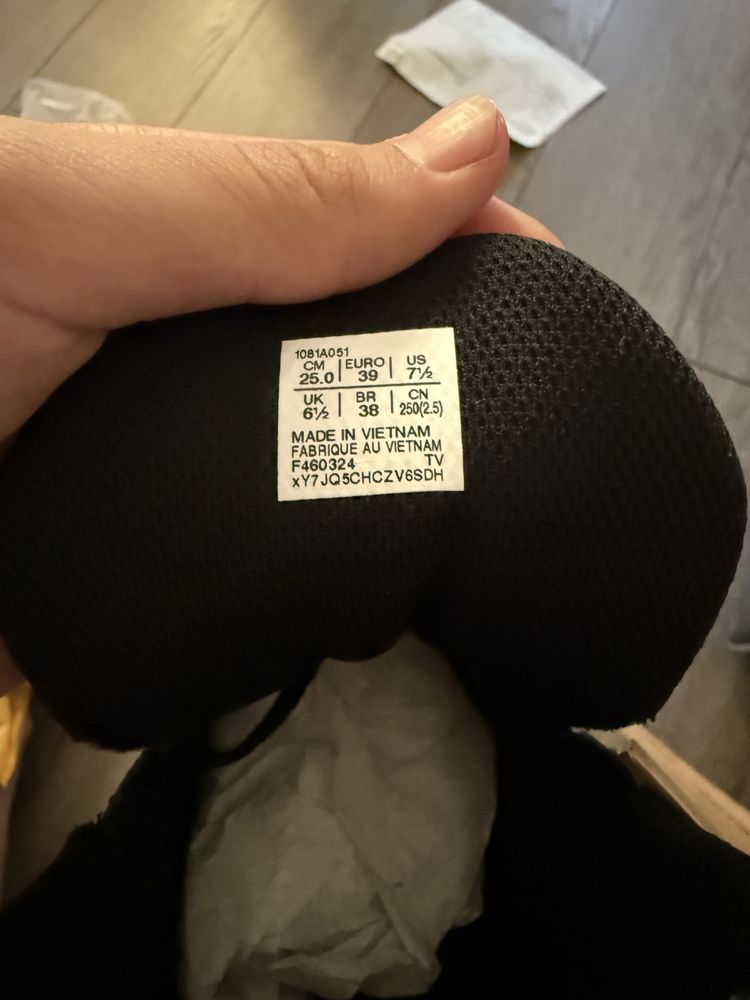 1081A051
CM | EURO | US
25.0 | 39 | 7½
UK | BR | CN
6½ | 38 | 250(2.5)
MADE IN VIETNAM
FABRIQUE AU VIETNAM
F460324 TV
xY7JQ5CHCZV6SDH